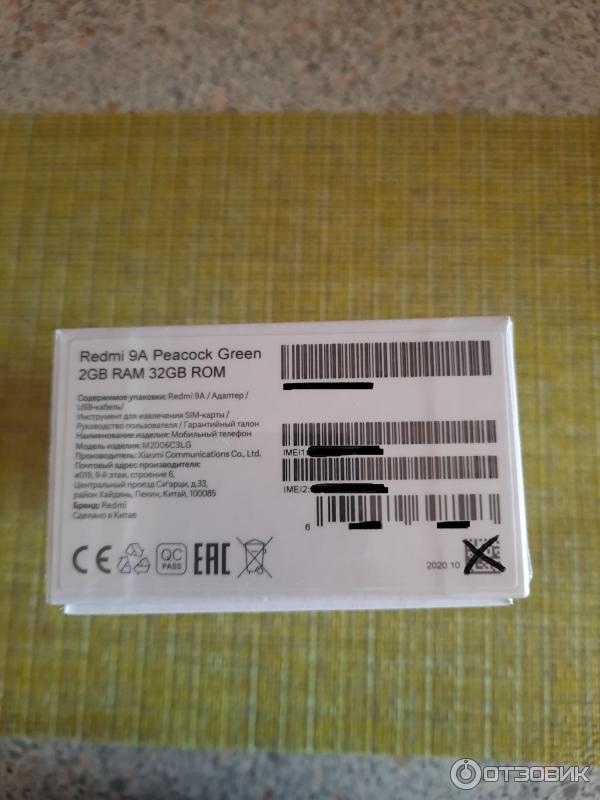 Redmi 9A Peacock Green
2GB RAM 32GB ROM
Содержимое упаковки: Redmi 9A / Адаптер /
USB-кабель/
Инструмент для извлечения SIM-карты /
Руководство пользователя / Гарантийный талон
Наименование изделия: Мобильный телефон
Модель изделия: M2006C3LG
Производитель: Xiaomi Communications Co., Ltd.
Почтовый адрес производителя:
#019, 9-й этаж, строение 6,
Центральный проезд Си'эрци, д.33,
район Хайдянь, Пекин, Китай, 100085
Бренд: Redmi
Сделано в Китае
IMEI1:
IMEI2:
6
CE
QC
PASS
EAC
2020 10
ОТЗОВИК